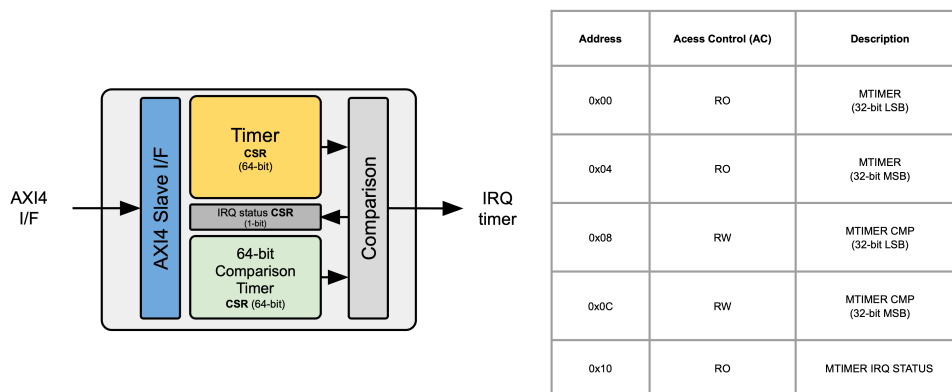 AXI4
I/F
AXI4 Slave I/F
Timer
CSR
(64-bit)
IRQ status CSR
(1-bit)
64-bit
Comparison
Timer
CSR (64-bit)
Comparison
IRQ
timer
Address
Acess Control (AC)
Description
0x00
RO
MTIMER
(32-bit LSB)
0x04
RO
MTIMER
(32-bit MSB)
0x08
RW
MTIMER CMP
(32-bit LSB)
0x0C
RW
MTIMER CMP
(32-bit MSB)
0x10
RO
MTIMER IRQ STATUS